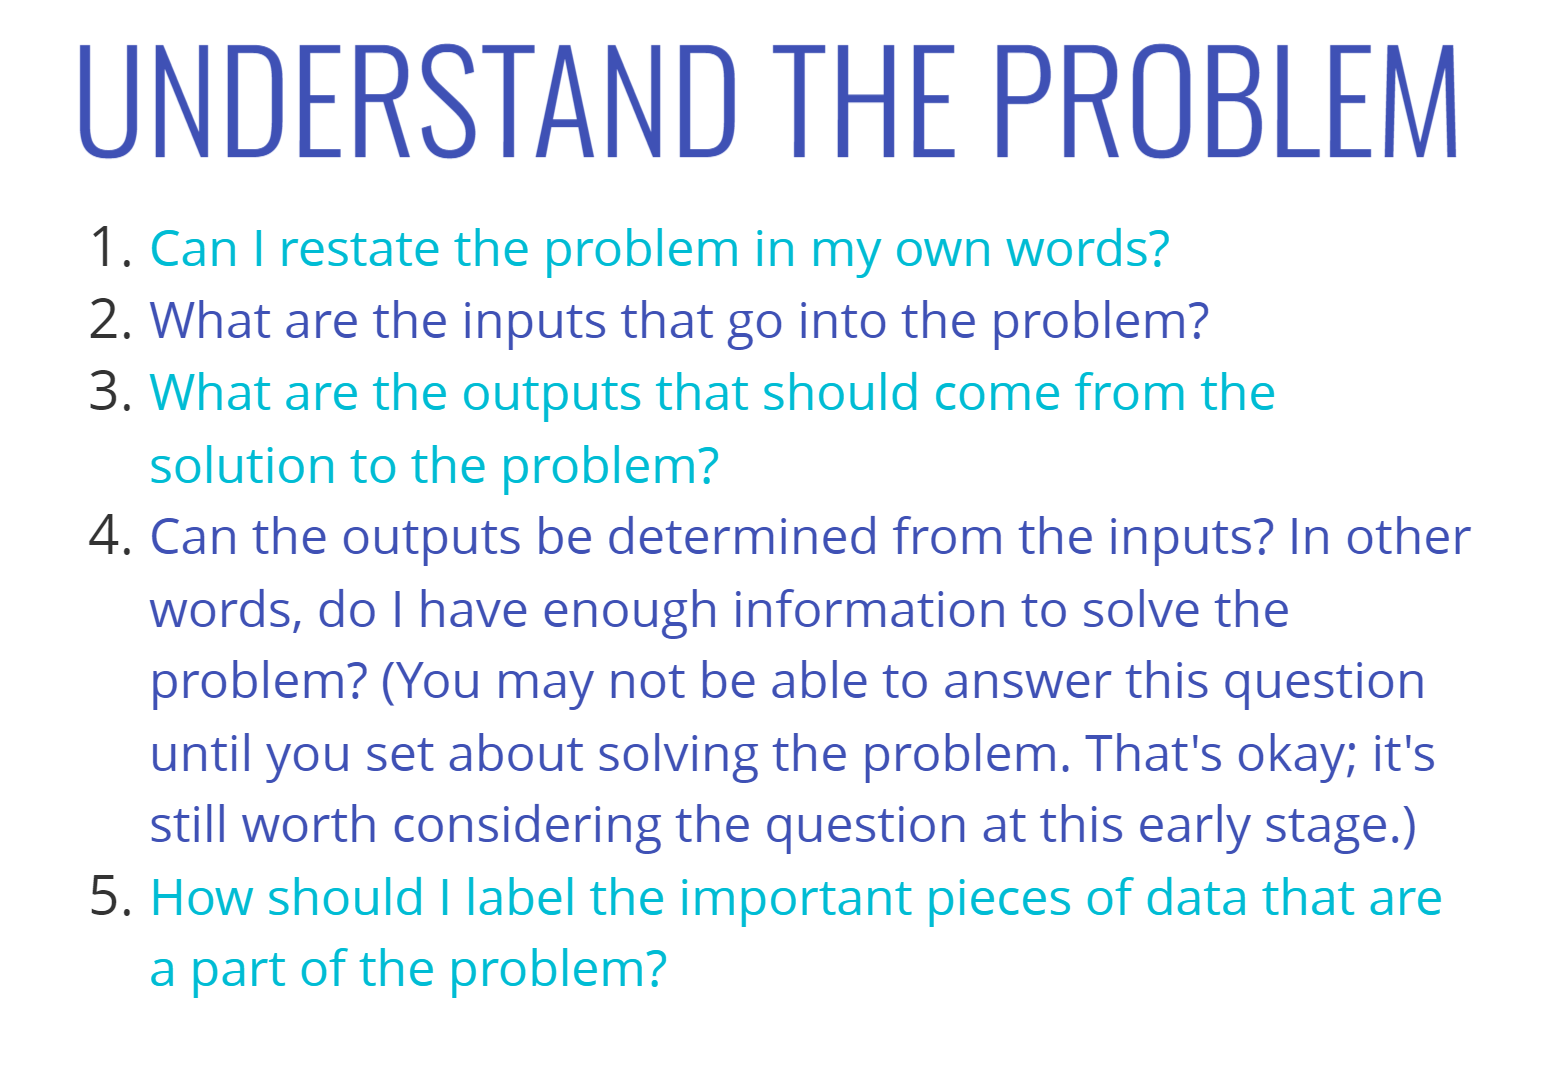 UNDERSTAND THE PROBLEM
1. Can I restate the problem in my own words?
2. What are the inputs that go into the problem?
3. What are the outputs that should come from the
solution to the problem?
4. Can the outputs be determined from the inputs? In other
words, do I have enough information to solve the
problem? (You may not be able to answer this question
until you set about solving the problem. That's okay; it's
still worth considering the question at this early stage.)
5. How should I label the important pieces of data that are
a part of the problem?